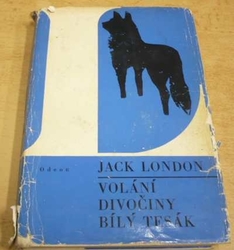 Odeon
JACK LONDON
VOLÁNÍ
DIVOČINY
BÍLÝ TESÁK